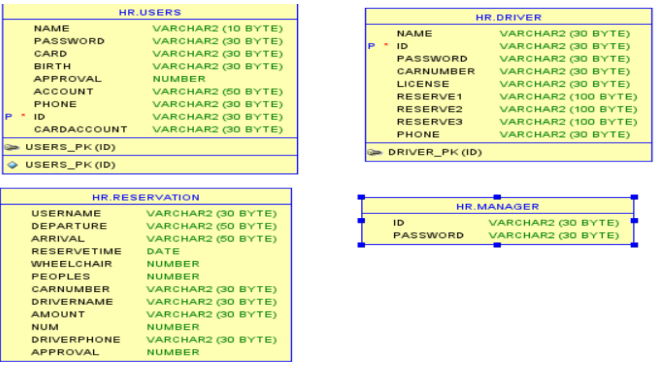 HR.USERS
NAME VARCHAR2 (10 BYTE)
PASSWORD VARCHAR2 (30 BYTE)
CARD VARCHAR2 (30 BYTE)
BIRTH VARCHAR2 (30 BYTE)
APPROVAL NUMBER
ACCOUNT VARCHAR2 (50 BYTE)
PHONE VARCHAR2 (30 BYTE)
P * ID VARCHAR2 (30 BYTE)
CARDACCOUNT VARCHAR2 (30 BYTE)
USERS_PK (ID)
USERS_PK (ID)
HR.DRIVER
NAME VARCHAR2 (30 BYTE)
P * ID VARCHAR2 (30 BYTE)
PASSWORD VARCHAR2 (30 BYTE)
CARNUMBER VARCHAR2 (30 BYTE)
LICENSE VARCHAR2 (30 BYTE)
RESERVE1 VARCHAR2 (100 BYTE)
RESERVE2 VARCHAR2 (100 BYTE)
RESERVE3 VARCHAR2 (100 BYTE)
PHONE VARCHAR2 (30 BYTE)
DRIVER_PK (ID)
HR.RESERVATION
USERNAME VARCHAR2 (30 BYTE)
DEPARTURE VARCHAR2 (50 BYTE)
ARRIVAL VARCHAR2 (50 BYTE)
RESERVETIME DATE
WHEELCHAIR NUMBER
PEOPLES NUMBER
CARNUMBER VARCHAR2 (30 BYTE)
DRIVERNAME VARCHAR2 (30 BYTE)
AMOUNT VARCHAR2 (30 BYTE)
NUM NUMBER
DRIVERPHONE VARCHAR2 (30 BYTE)
APPROVAL NUMBER
HR.MANAGER
ID VARCHAR2 (30 BYTE)
PASSWORD VARCHAR2 (30 BYTE)